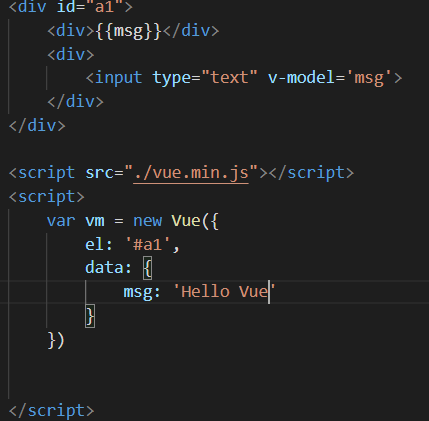 <div id="a1">
    <div>{{msg}}</div>
    <div>
        <input type="text" v-model='msg'>
    </div>
</div>
<script src="./vue.min.js"></script>
<script>
    var vm = new Vue({
        el: '#a1',
        data: {
            msg: 'Hello Vue'
        }
    })
</script>